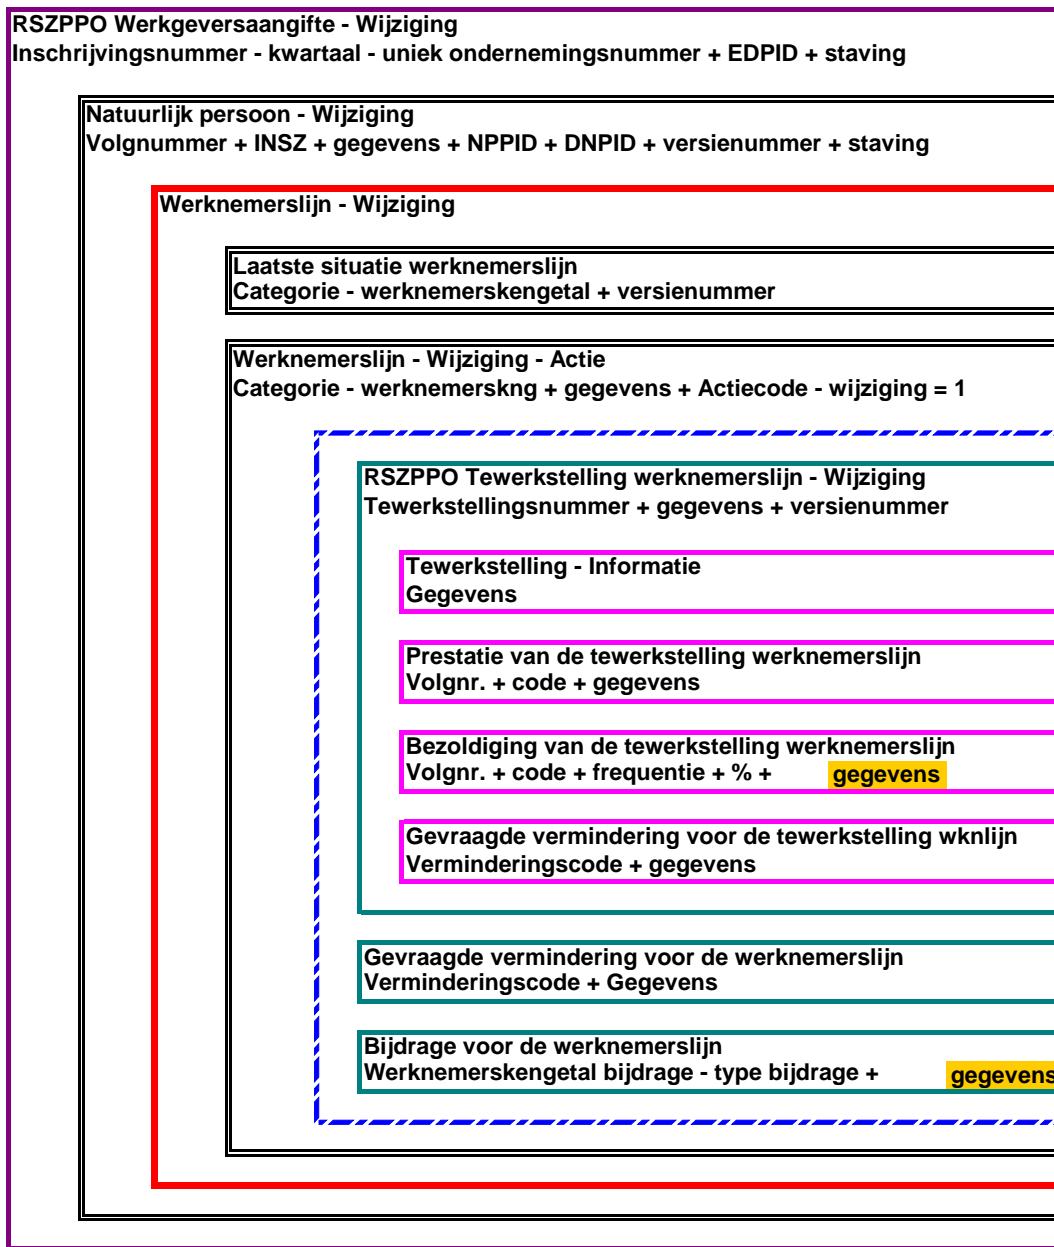 RSZPPO Werkgeversaangifte - Wijziging
Inschrijvingsnummer - kwartaal - uniek ondernemingsnummer + EDPID + staving
Natuurlijk persoon - Wijziging
Volgnummer + INSZ + gegevens + NPPID + DNPID + versienummer + staving
Werknemerslijn - Wijziging
Laatste situatie werknemerslijn
Categorie - werknemerskengetal + versienummer
Werknemerslijn - Wijziging - Actie
Categorie - werknemerskng + gegevens + Actiecode - wijziging = 1
RSZPPO Tewerkstelling werknemerslijn - Wijziging
Tewerkstellingsnummer + gegevens + versienummer
Tewerkstelling - Informatie
Gegevens
Prestatie van de tewerkstelling werknemerslijn
Volgnr. + code + gegevens
Bezoldiging van de tewerkstelling werknemerslijn
Volgnr. + code + frequentie + % + gegevens
Gevraagde vermindering voor de tewerkstelling wknlijn
Verminderingscode + gegevens
Gevraagde vermindering voor de werknemerslijn
Verminderingscode + Gegevens
Bijdrage voor de werknemerslijn
Werknemerskengetal bijdrage - type bijdrage + gegevens